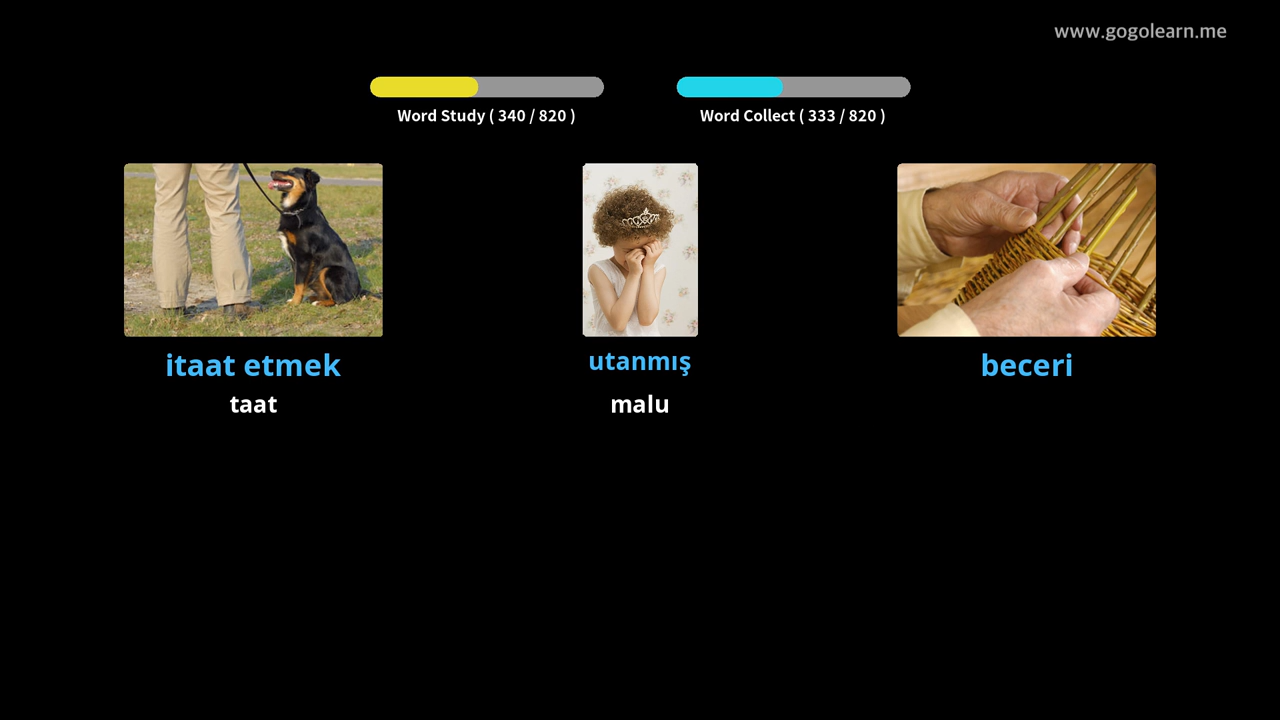 www.gogolearn.me
Word Study ( 340 / 820 )
Word Collect ( 333 / 820 )
itaat etmek
utanmış
beceri
taat
malu